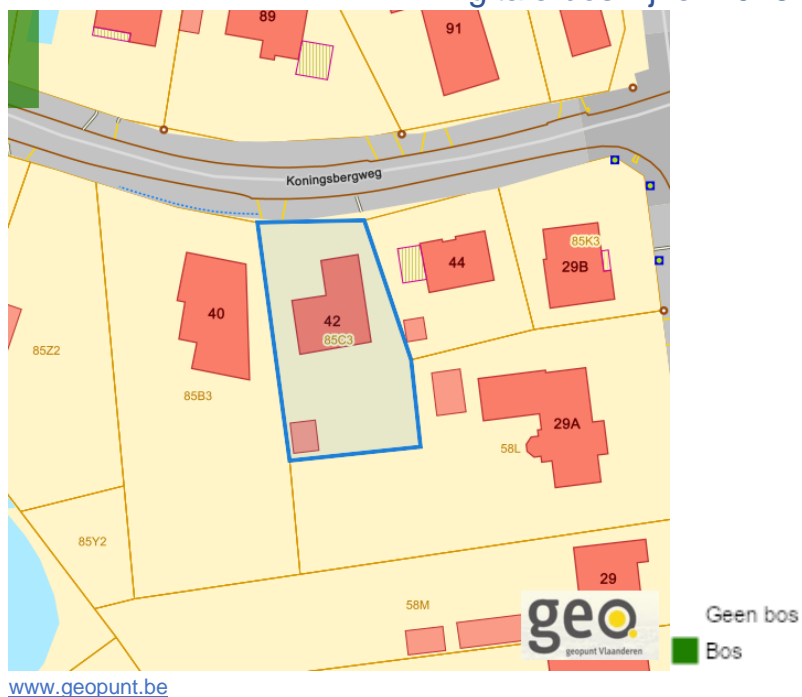 89
91
Koningsbergweg
85K3
44
29B
40
42
85C3
85Z2
85B3
29A
58L
85Y2
29
58M
geo.
geopunt Vlaanderen
Geen bos
Bos
www.geopunt.be